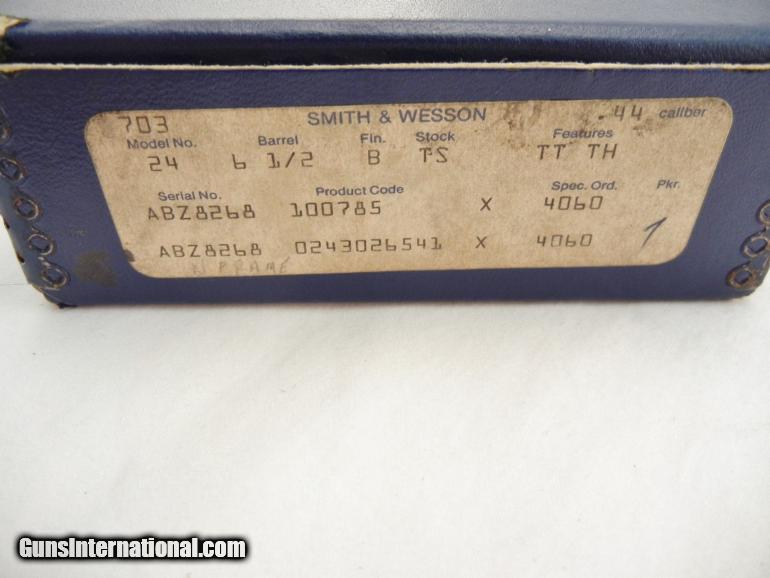 703 SMITH & WESSON .44 caliber
Model No. Barrel Fin. Stock Features
24 6 1/2 B TS TT TH
Serial No. Product Code Spec. Ord. Pkr.
ABZ8268 100785 X 4060
ABZ8268 0243026541 X 4060 1
N FRAME
GunsInternational.com